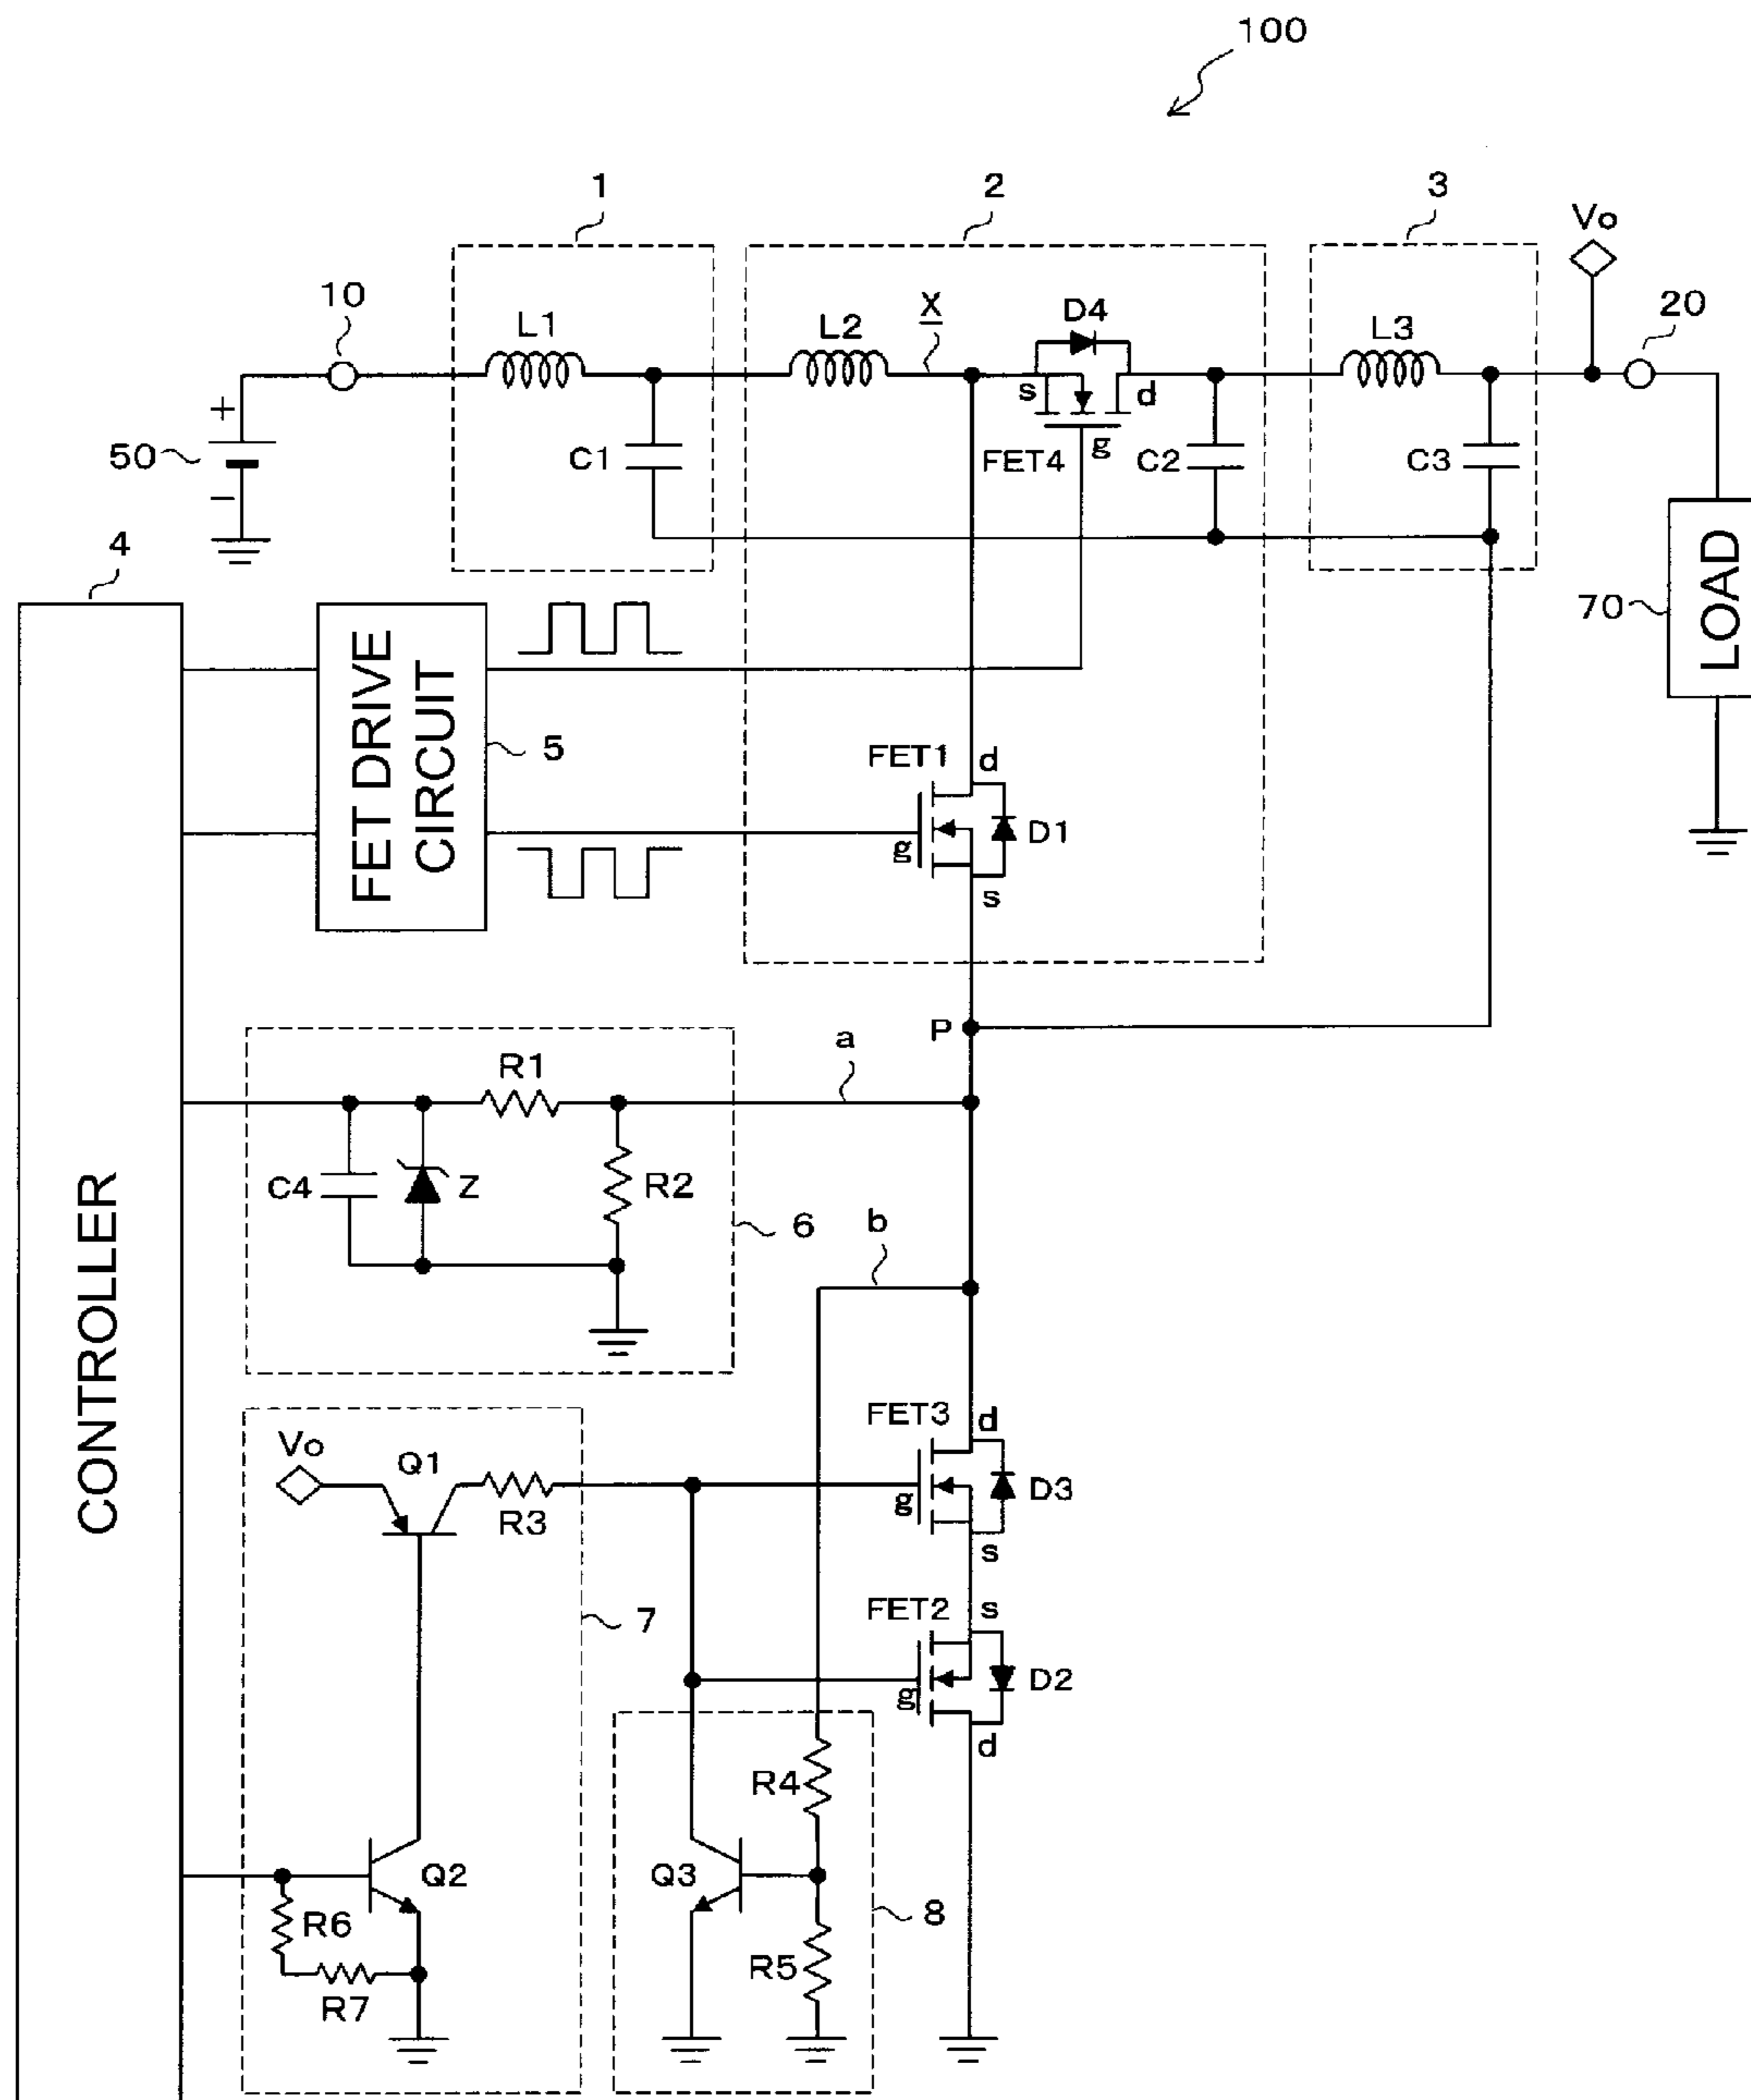 100
1
2
3
Vo
10
L1
L2
X
D4
L3
20
s
d
+
50
−
C1
FET4
g
C2
C3
4
LOAD
70
FET DRIVE
CIRCUIT
5
FET1
d
g
D1
s
P
a
R1
C4
Z
R2
6
b
CONTROLLER
Vo
Q1
R3
FET3
d
g
D3
s
FET2
s
7
g
D2
d
R4
Q2
Q3
R6
8
R5
R7